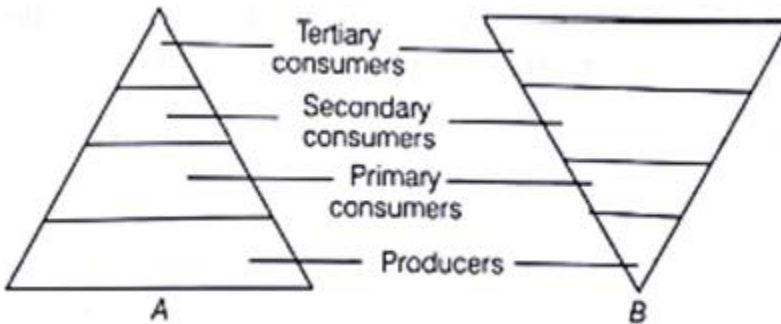 Tertiary
consumers
Secondary
consumers
Primary
consumers
Producers
A
B